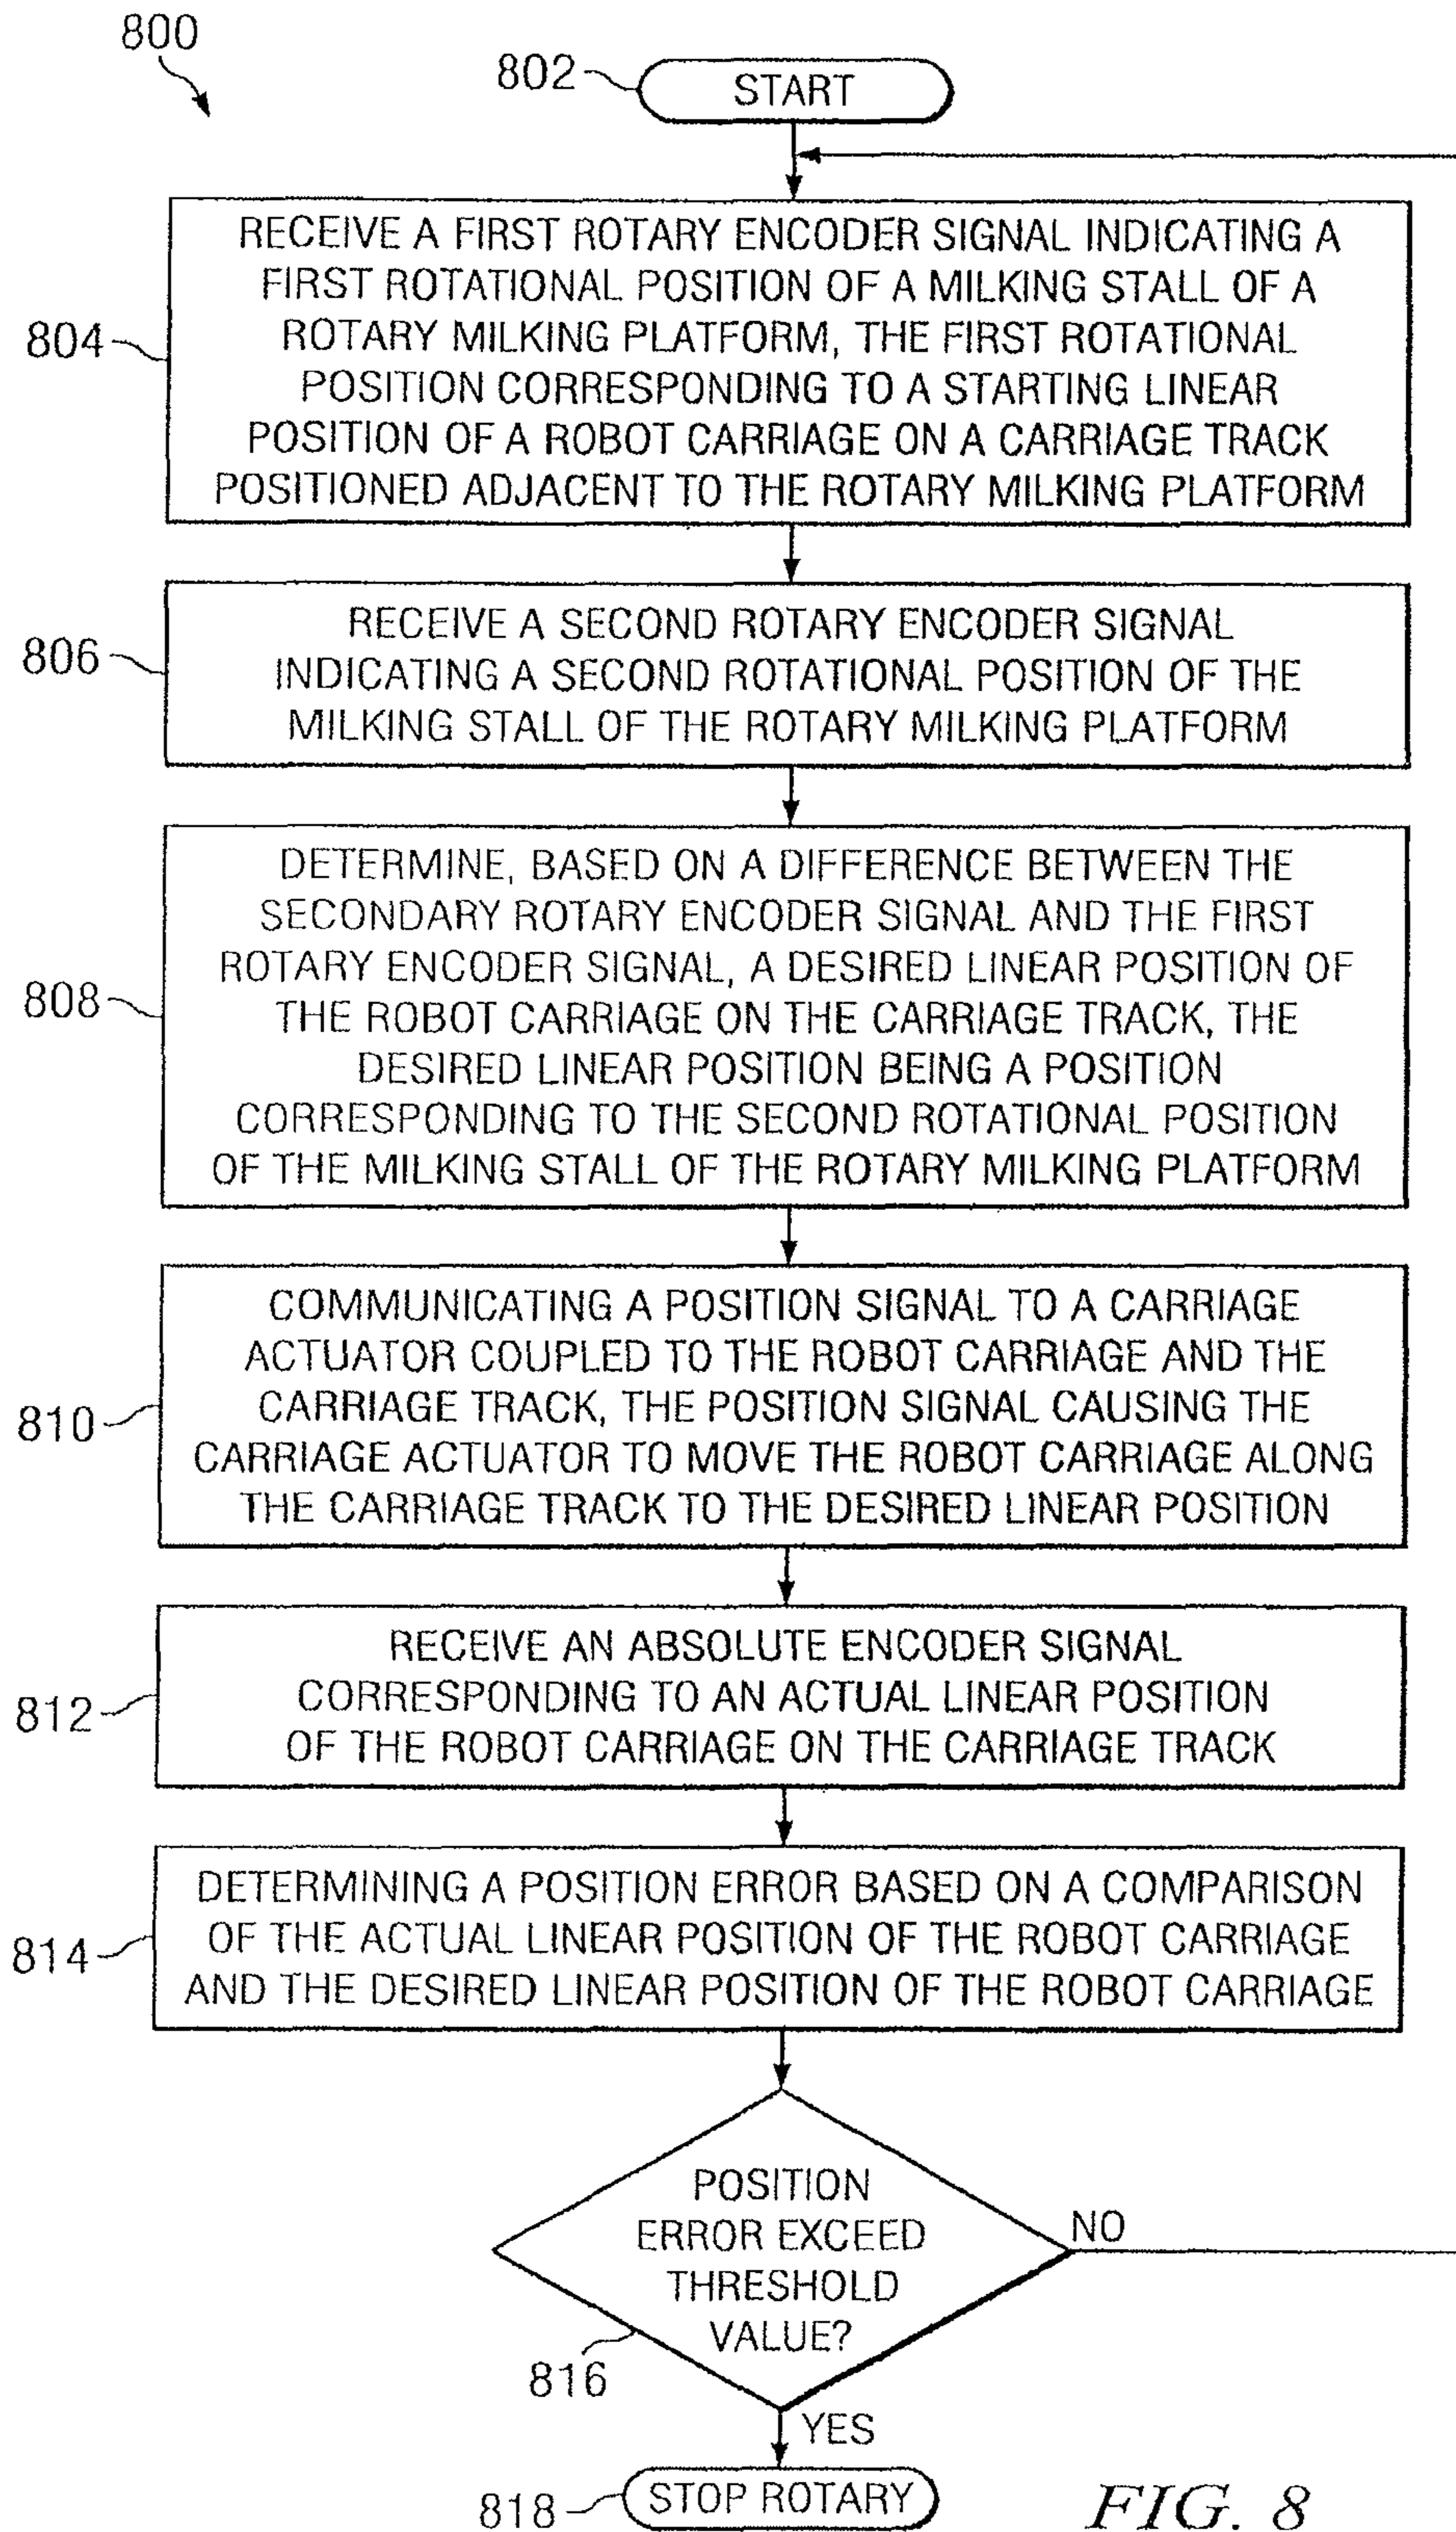 800
802
START
804
RECEIVE A FIRST ROTARY ENCODER SIGNAL INDICATING A
FIRST ROTATIONAL POSITION OF A MILKING STALL OF A
ROTARY MILKING PLATFORM, THE FIRST ROTATIONAL
POSITION CORRESPONDING TO A STARTING LINEAR
POSITION OF A ROBOT CARRIAGE ON A CARRIAGE TRACK
POSITIONED ADJACENT TO THE ROTARY MILKING PLATFORM
806
RECEIVE A SECOND ROTARY ENCODER SIGNAL
INDICATING A SECOND ROTATIONAL POSITION OF THE
MILKING STALL OF THE ROTARY MILKING PLATFORM
808
DETERMINE, BASED ON A DIFFERENCE BETWEEN THE
SECONDARY ROTARY ENCODER SIGNAL AND THE FIRST
ROTARY ENCODER SIGNAL, A DESIRED LINEAR POSITION OF
THE ROBOT CARRIAGE ON THE CARRIAGE TRACK, THE
DESIRED LINEAR POSITION BEING A POSITION
CORRESPONDING TO THE SECOND ROTATIONAL POSITION
OF THE MILKING STALL OF THE ROTARY MILKING PLATFORM
810
COMMUNICATING A POSITION SIGNAL TO A CARRIAGE
ACTUATOR COUPLED TO THE ROBOT CARRIAGE AND THE
CARRIAGE TRACK, THE POSITION SIGNAL CAUSING THE
CARRIAGE ACTUATOR TO MOVE THE ROBOT CARRIAGE ALONG
THE CARRIAGE TRACK TO THE DESIRED LINEAR POSITION
812
RECEIVE AN ABSOLUTE ENCODER SIGNAL
CORRESPONDING TO AN ACTUAL LINEAR POSITION
OF THE ROBOT CARRIAGE ON THE CARRIAGE TRACK
814
DETERMINING A POSITION ERROR BASED ON A COMPARISON
OF THE ACTUAL LINEAR POSITION OF THE ROBOT CARRIAGE
AND THE DESIRED LINEAR POSITION OF THE ROBOT CARRIAGE
POSITION
ERROR EXCEED
THRESHOLD
VALUE?
NO
816
YES
818
STOP ROTARY
FIG. 8